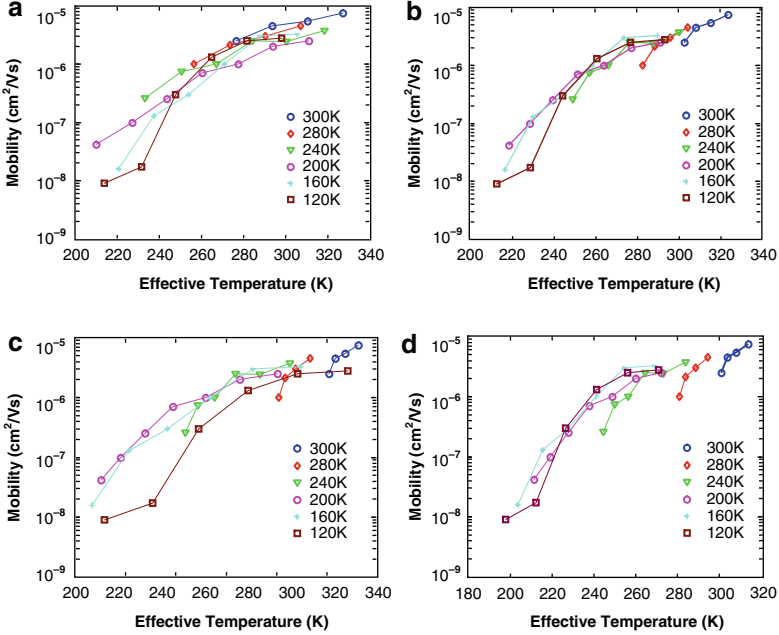 a
Mobility (cm²/Vs)
10⁻⁵
10⁻⁶
10⁻⁷
10⁻⁸
10⁻⁹
300K
280K
240K
200K
160K
120K
200 220 240 260 280 300 320 340
Effective Temperature (K)
b
Mobility (cm²/Vs)
10⁻⁵
10⁻⁶
10⁻⁷
10⁻⁸
10⁻⁹
300K
280K
240K
200K
160K
120K
200 220 240 260 280 300 320 340
Effective Temperature (K)
c
Mobility (cm²/Vs)
10⁻⁵
10⁻⁶
10⁻⁷
10⁻⁸
10⁻⁹
300K
280K
240K
200K
160K
120K
200 220 240 260 280 300 320 340
Effective Temperature (K)
d
Mobility (cm²/Vs)
10⁻⁵
10⁻⁶
10⁻⁷
10⁻⁸
10⁻⁹
300K
280K
240K
200K
160K
120K
180 200 220 240 260 280 300 320
Effective Temperature (K)